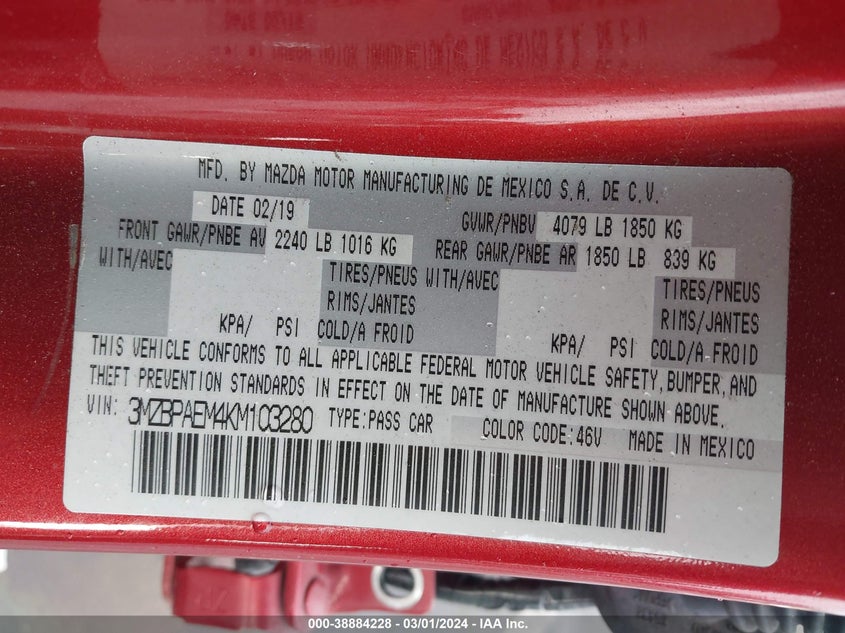 MFD. BY MAZDA MOTOR MANUFACTURING DE MEXICO S.A. DE C.V.
DATE 02/19 GVWR/PNBV 4079 LB 1850 KG
FRONT GAWR/PNBE AV 2240 LB 1016 KG REAR GAWR/PNBE AR 1850 LB 839 KG
WITH/AVEC TIRES/PNEUS WITH/AVEC TIRES/PNEUS
RIMS/JANTES RIMS/JANTES
KPA/ PSI COLD/A FROID KPA/ PSI COLD/A FROID
THIS VEHICLE CONFORMS TO ALL APPLICABLE FEDERAL MOTOR VEHICLE SAFETY, BUMPER, AND
THEFT PREVENTION STANDARDS IN EFFECT ON THE DATE OF MANUFACTURE SHOWN ABOVE.
VIN: 3MZBPAEM4KM103280 TYPE:PASS CAR COLOR CODE:46V MADE IN MEXICO
000-38884228 - 03/01/2024 - IAA Inc.